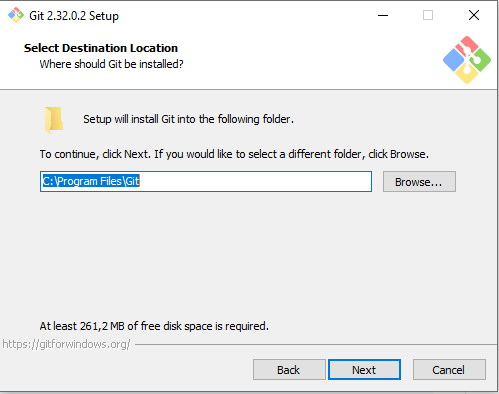 Git 2.32.0.2 Setup
Select Destination Location
Where should Git be installed?
Setup will install Git into the following folder.
To continue, click Next. If you would like to select a different folder, click Browse.
C:\Program Files\Git
Browse...
At least 261,2 MB of free disk space is required.
https://gitforwindows.org/
Back
Next
Cancel